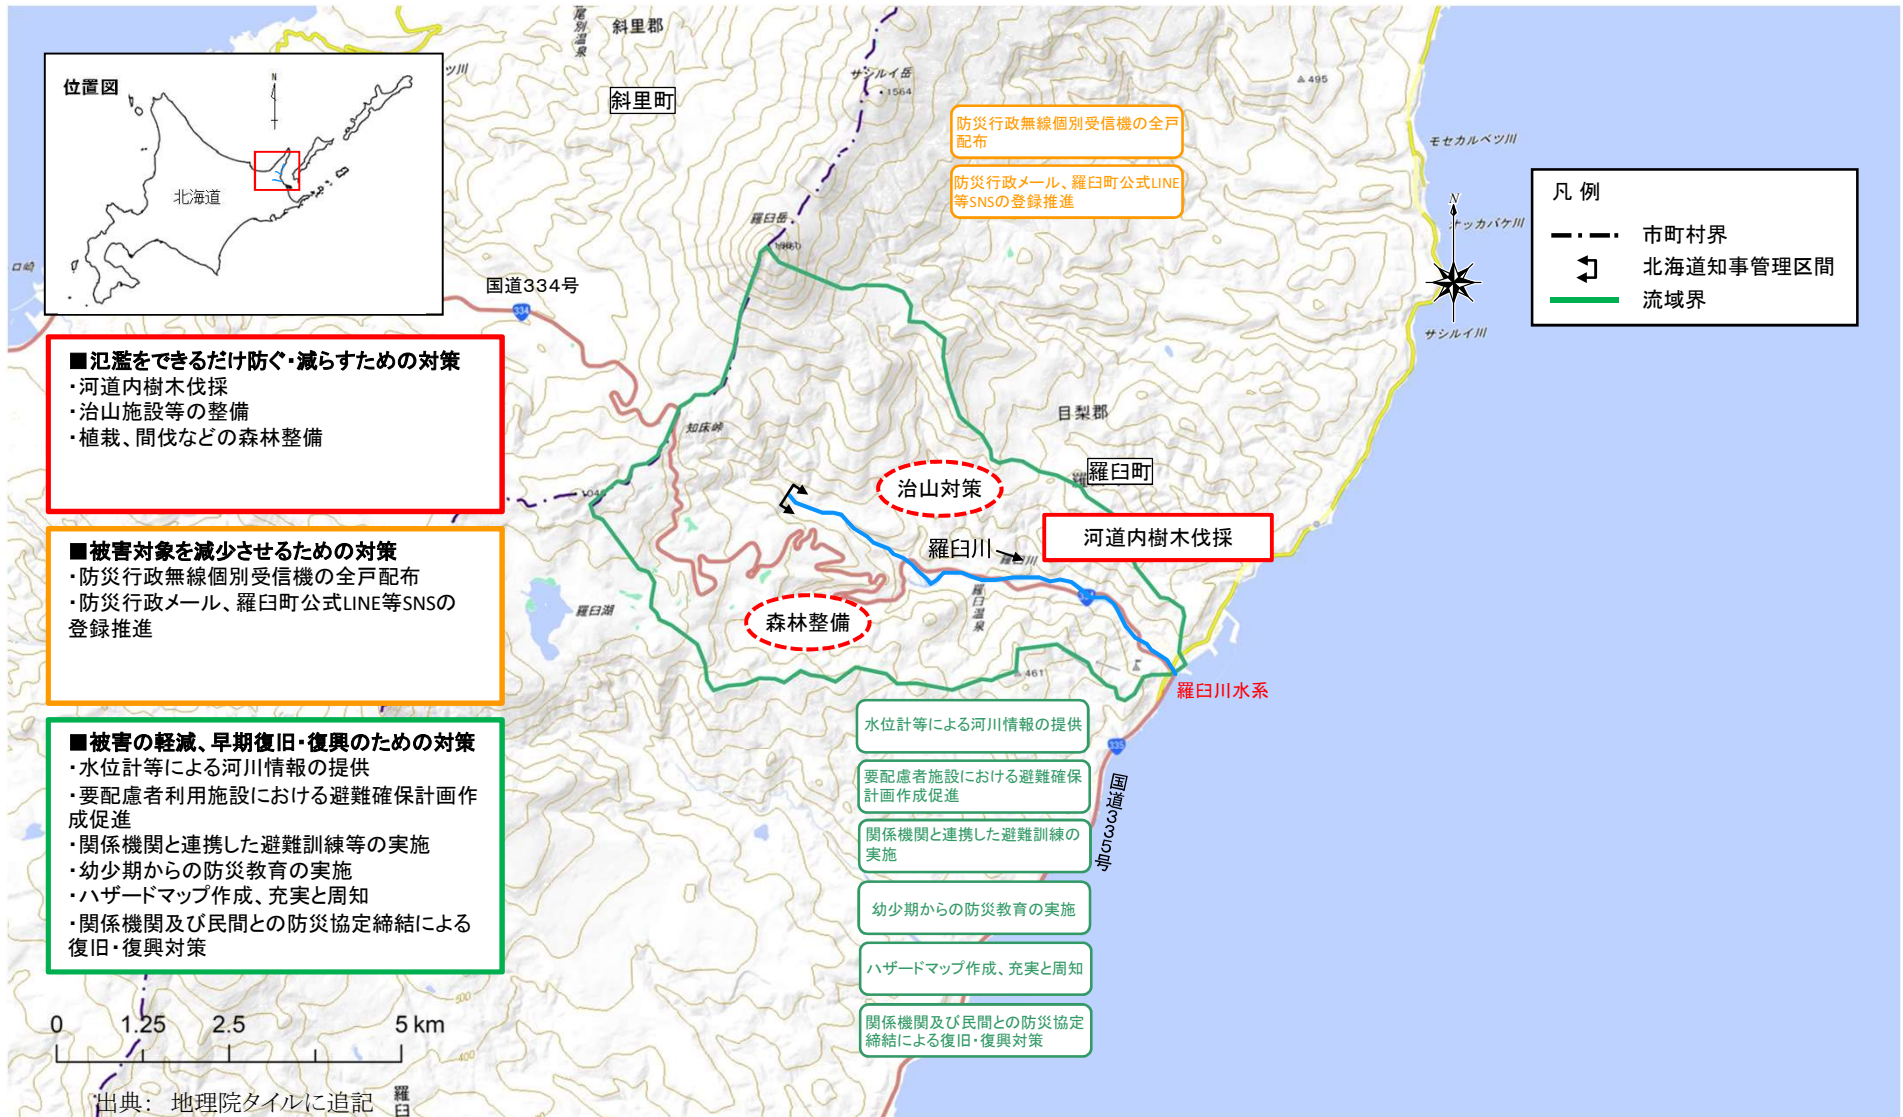 位置図
N
北海道
斜里郡
斜里町
サシルイ岳
・1564
495
モセカルベツ川
ナッカバケ川
サシルイ川
N
凡 例
市町村界
北海道知事管理区間
流域界
防災行政無線個別受信機の全戸
配布
防災行政メール、羅臼町公式LINE
等SNSの登録推進
羅臼岳
国道334号
334
知床峠
目梨郡
羅臼町
治山対策
河道内樹木伐採
羅臼川
羅臼川
羅臼温泉
羅臼湖
森林整備
461
羅臼川水系
335
国道335号
■氾濫をできるだけ防ぐ・減らすための対策
・河道内樹木伐採
・治山施設等の整備
・植栽、間伐などの森林整備
■被害対象を減少させるための対策
・防災行政無線個別受信機の全戸配布
・防災行政メール、羅臼町公式LINE等SNSの
登録推進
■被害の軽減、早期復旧・復興のための対策
・水位計等による河川情報の提供
・要配慮者利用施設における避難確保計画作
成促進
・関係機関と連携した避難訓練等の実施
・幼少期からの防災教育の実施
・ハザードマップ作成、充実と周知
・関係機関及び民間との防災協定締結による
復旧・復興対策
水位計等による河川情報の提供
要配慮者施設における避難確保
計画作成促進
関係機関と連携した避難訓練の
実施
幼少期からの防災教育の実施
ハザードマップ作成、充実と周知
関係機関及び民間との防災協定
締結による復旧・復興対策
500
400
0 1.25 2.5 5 km
出典： 地理院タイルに追記
羅臼